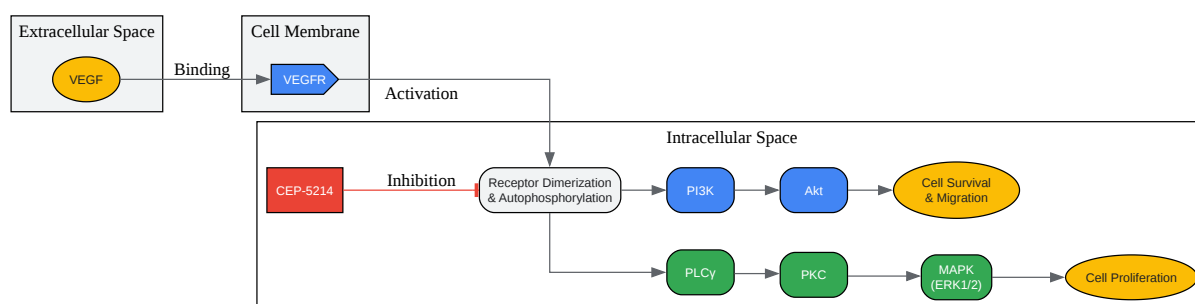 Extracellular Space
Cell Membrane
VEGF
Binding
VEGFR
Activation
Intracellular Space
CEP-5214
Inhibition
Receptor Dimerization
& Autophosphorylation
PI3K
Akt
Cell Survival
& Migration
PLCγ
PKC
MAPK
(ERK1/2)
Cell Proliferation